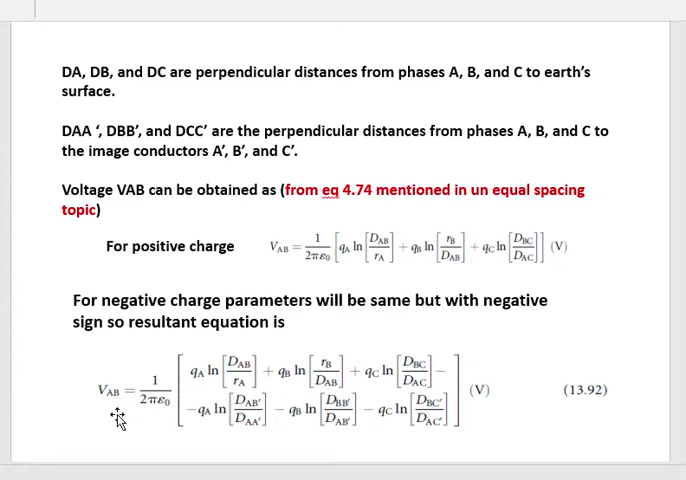 DA, DB, and DC are perpendicular distances from phases A, B, and C to earth's
surface.
DAA ', DBB', and DCC' are the perpendicular distances from phases A, B, and C to
the image conductors A', B', and C'.
Voltage VAB can be obtained as (from eq 4.74 mentioned in un equal spacing
topic)
For positive charge V_AB = 1/(2πε₀) [q_A ln [D_AB/r_A] + q_B ln [r_B/D_AB] + q_C ln [D_BC/D_AC]] (V)
For negative charge parameters will be same but with negative
sign so resultant equation is
V_AB = 1/(2πε₀) [q_A ln [D_AB/r_A] + q_B ln [r_B/D_AB] + q_C ln [D_BC/D_AC] −
−q_A ln [D_AB'/D_AA'] − q_B ln [D_BB'/D_AB'] − q_C ln [D_BC'/D_AC']] (V) (13.92)